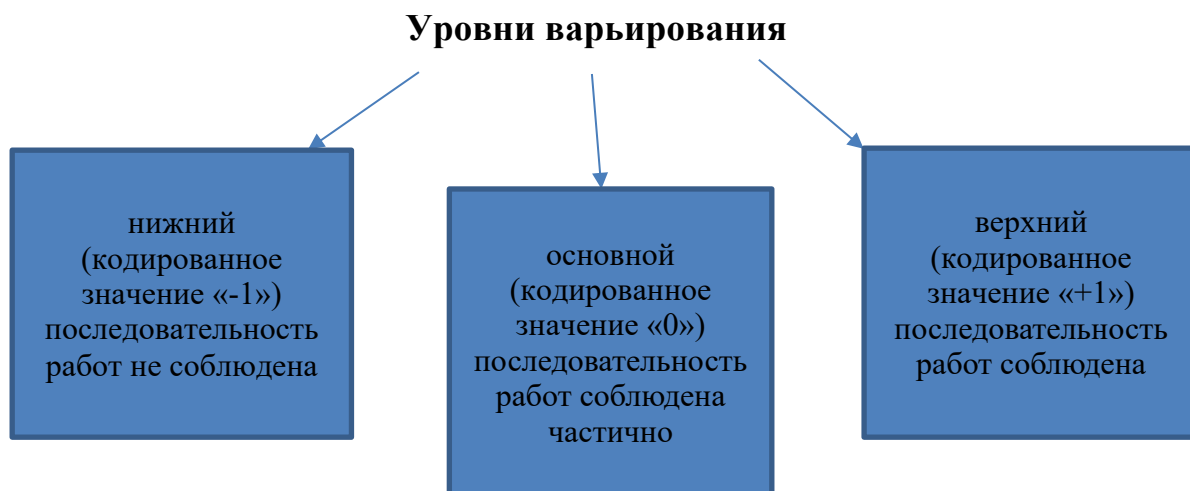 Уровни варьирования
нижний
(кодированное
значение «-1»)
последовательность
работ не соблюдена
основной
(кодированное
значение «0»)
последовательность
работ соблюдена
частично
верхний
(кодированное
значение «+1»)
последовательность
работ соблюдена